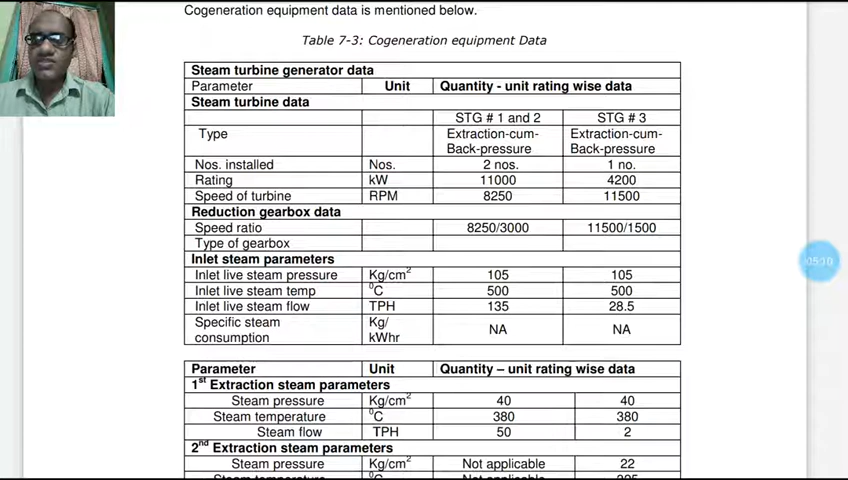 Cogeneration equipment data is mentioned below.
Table 7-3: Cogeneration equipment Data
Steam turbine generator data
Parameter Unit Quantity - unit rating wise data
Steam turbine data
STG # 1 and 2 STG # 3
Type Extraction-cum-Back-pressure Extraction-cum-Back-pressure
Nos. installed Nos. 2 nos. 1 no.
Rating kW 11000 4200
Speed of turbine RPM 8250 11500
Reduction gearbox data
Speed ratio 8250/3000 11500/1500
Type of gearbox
Inlet steam parameters
Inlet live steam pressure Kg/cm² 105 105
Inlet live steam temp ⁰C 500 500
Inlet live steam flow TPH 135 28.5
Specific steam consumption Kg/kWhr NA NA
Parameter Unit Quantity – unit rating wise data
1st Extraction steam parameters
Steam pressure Kg/cm² 40 40
Steam temperature ⁰C 380 380
Steam flow TPH 50 2
2nd Extraction steam parameters
Steam pressure Kg/cm² Not applicable 22
05:10